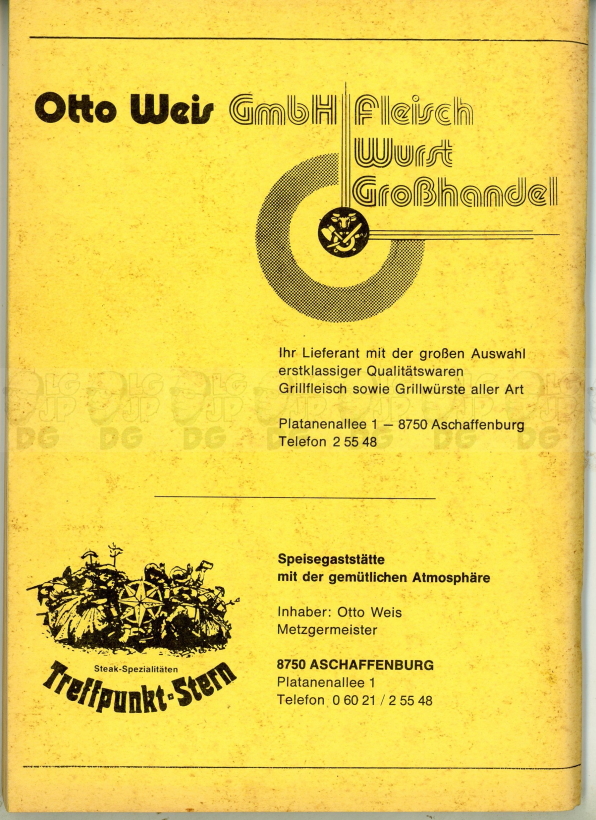 Otto Weis GmbH Fleisch
Wurst
Großhandel
Ihr Lieferant mit der großen Auswahl
erstklassiger Qualitätswaren
Grillfleisch sowie Grillwürste aller Art
Platanenallee 1 — 8750 Aschaffenburg
Telefon 2 55 48
Speisegaststätte
mit der gemütlichen Atmosphäre
Inhaber: Otto Weis
Metzgermeister
8750 ASCHAFFENBURG
Platanenallee 1
Telefon 0 60 21 / 2 55 48
Steak-Spezialitäten
Treffpunkt-Stern